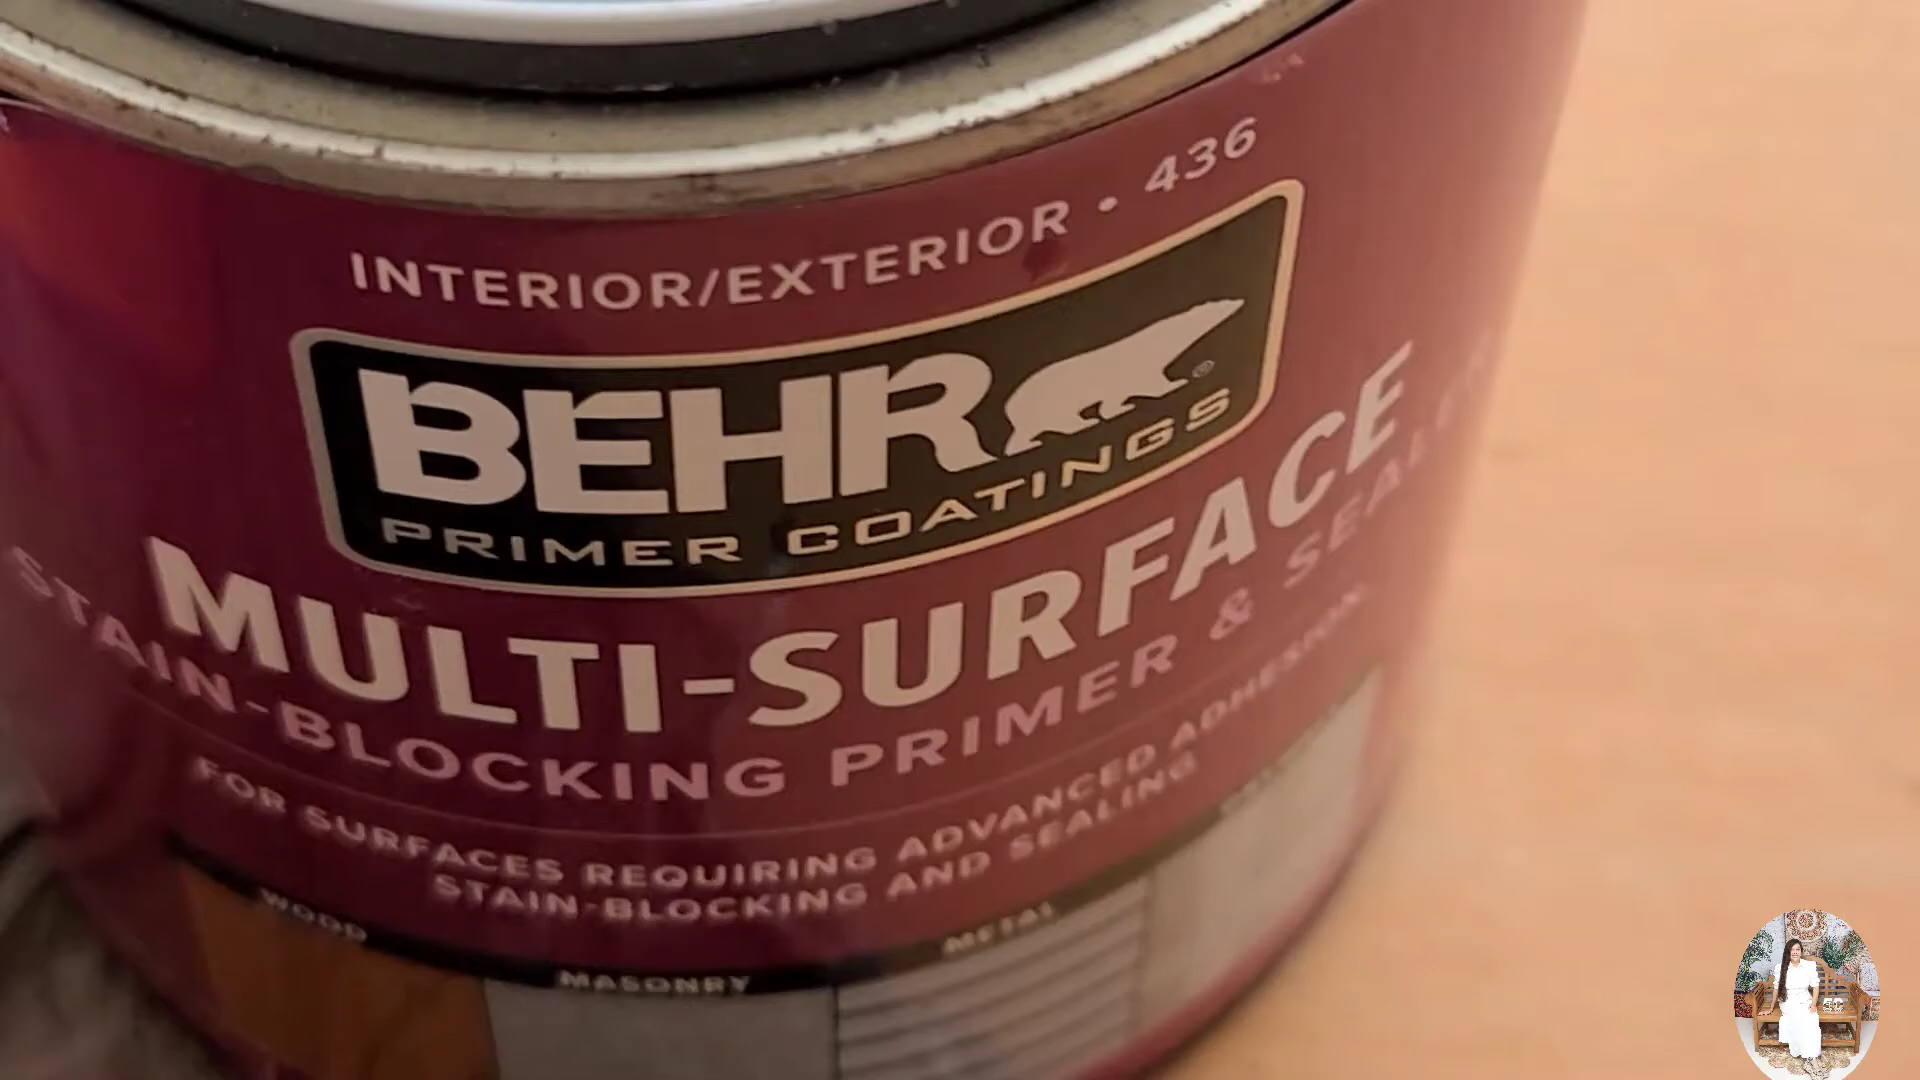 INTERIOR/EXTERIOR • 436
BEHR
PRIMER COATINGS
MULTI-SURFACE
STAIN-BLOCKING PRIMER & SEALER
FOR SURFACES REQUIRING ADVANCED ADHESION,
STAIN-BLOCKING AND SEALING
WOOD
MASONRY
METAL